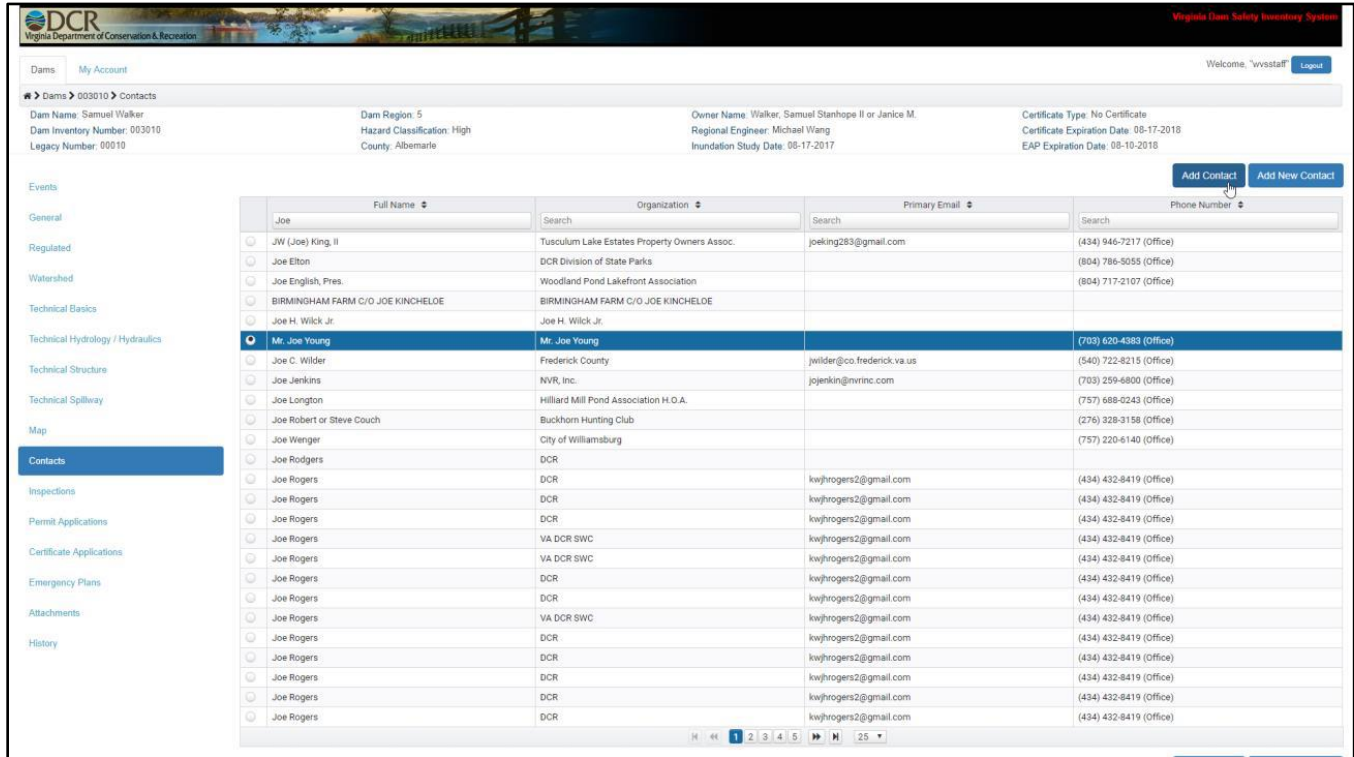 DCR
Virginia Department of Conservation & Recreation
Virginia Dam Safety Inventory System
Dams My Account Welcome, "wvsstaff" Logout
Dams 003010 Contacts
Dam Name: Samuel Walker Dam Region: 5 Owner Name: Walker, Samuel Stanhope II or Janice M. Certificate Type: No Certificate
Dam Inventory Number: 003010 Hazard Classification: High Regional Engineer: Michael Wang Certificate Expiration Date: 08-17-2018
Legacy Number: 00010 County: Albemarle Inundation Study Date: 08-17-2017 EAP Expiration Date: 08-10-2018
Add Contact Add New Contact
Events
General
Regulated
Watershed
Technical Basics
Technical Hydrology / Hydraulics
Technical Structure
Technical Spillway
Map
Contacts
Inspections
Permit Applications
Certificate Applications
Emergency Plans
Attachments
History
Full Name Organization Primary Email Phone Number
Joe Search Search Search
JW (Joe) King, II Tusculum Lake Estates Property Owners Assoc. joeking283@gmail.com (434) 946-7217 (Office)
Joe Elton DCR Division of State Parks (804) 786-5055 (Office)
Joe English, Pres. Woodland Pond Lakefront Association (804) 717-2107 (Office)
BIRMINGHAM FARM C/O JOE KINCHELOE BIRMINGHAM FARM C/O JOE KINCHELOE
Joe H. Wilck Jr. Joe H. Wilck Jr.
Mr. Joe Young Mr. Joe Young (703) 620-4383 (Office)
Joe C. Wilder Frederick County jwilder@co.frederick.va.us (540) 722-8215 (Office)
Joe Jenkins NVR, Inc. jojenkin@nvrinc.com (703) 259-6800 (Office)
Joe Longton Hilliard Mill Pond Association H.O.A. (757) 688-0243 (Office)
Joe Robert or Steve Couch Buckhorn Hunting Club (276) 328-3158 (Office)
Joe Wenger City of Williamsburg (757) 220-6140 (Office)
Joe Rodgers DCR
Joe Rogers DCR kwjhrogers2@gmail.com (434) 432-8419 (Office)
Joe Rogers DCR kwjhrogers2@gmail.com (434) 432-8419 (Office)
Joe Rogers DCR kwjhrogers2@gmail.com (434) 432-8419 (Office)
Joe Rogers VA DCR SWC kwjhrogers2@gmail.com (434) 432-8419 (Office)
Joe Rogers VA DCR SWC kwjhrogers2@gmail.com (434) 432-8419 (Office)
Joe Rogers DCR kwjhrogers2@gmail.com (434) 432-8419 (Office)
Joe Rogers DCR kwjhrogers2@gmail.com (434) 432-8419 (Office)
Joe Rogers VA DCR SWC kwjhrogers2@gmail.com (434) 432-8419 (Office)
Joe Rogers DCR kwjhrogers2@gmail.com (434) 432-8419 (Office)
Joe Rogers DCR kwjhrogers2@gmail.com (434) 432-8419 (Office)
Joe Rogers DCR kwjhrogers2@gmail.com (434) 432-8419 (Office)
Joe Rogers DCR kwjhrogers2@gmail.com (434) 432-8419 (Office)
Joe Rogers DCR kwjhrogers2@gmail.com (434) 432-8419 (Office)
1 2 3 4 5 25